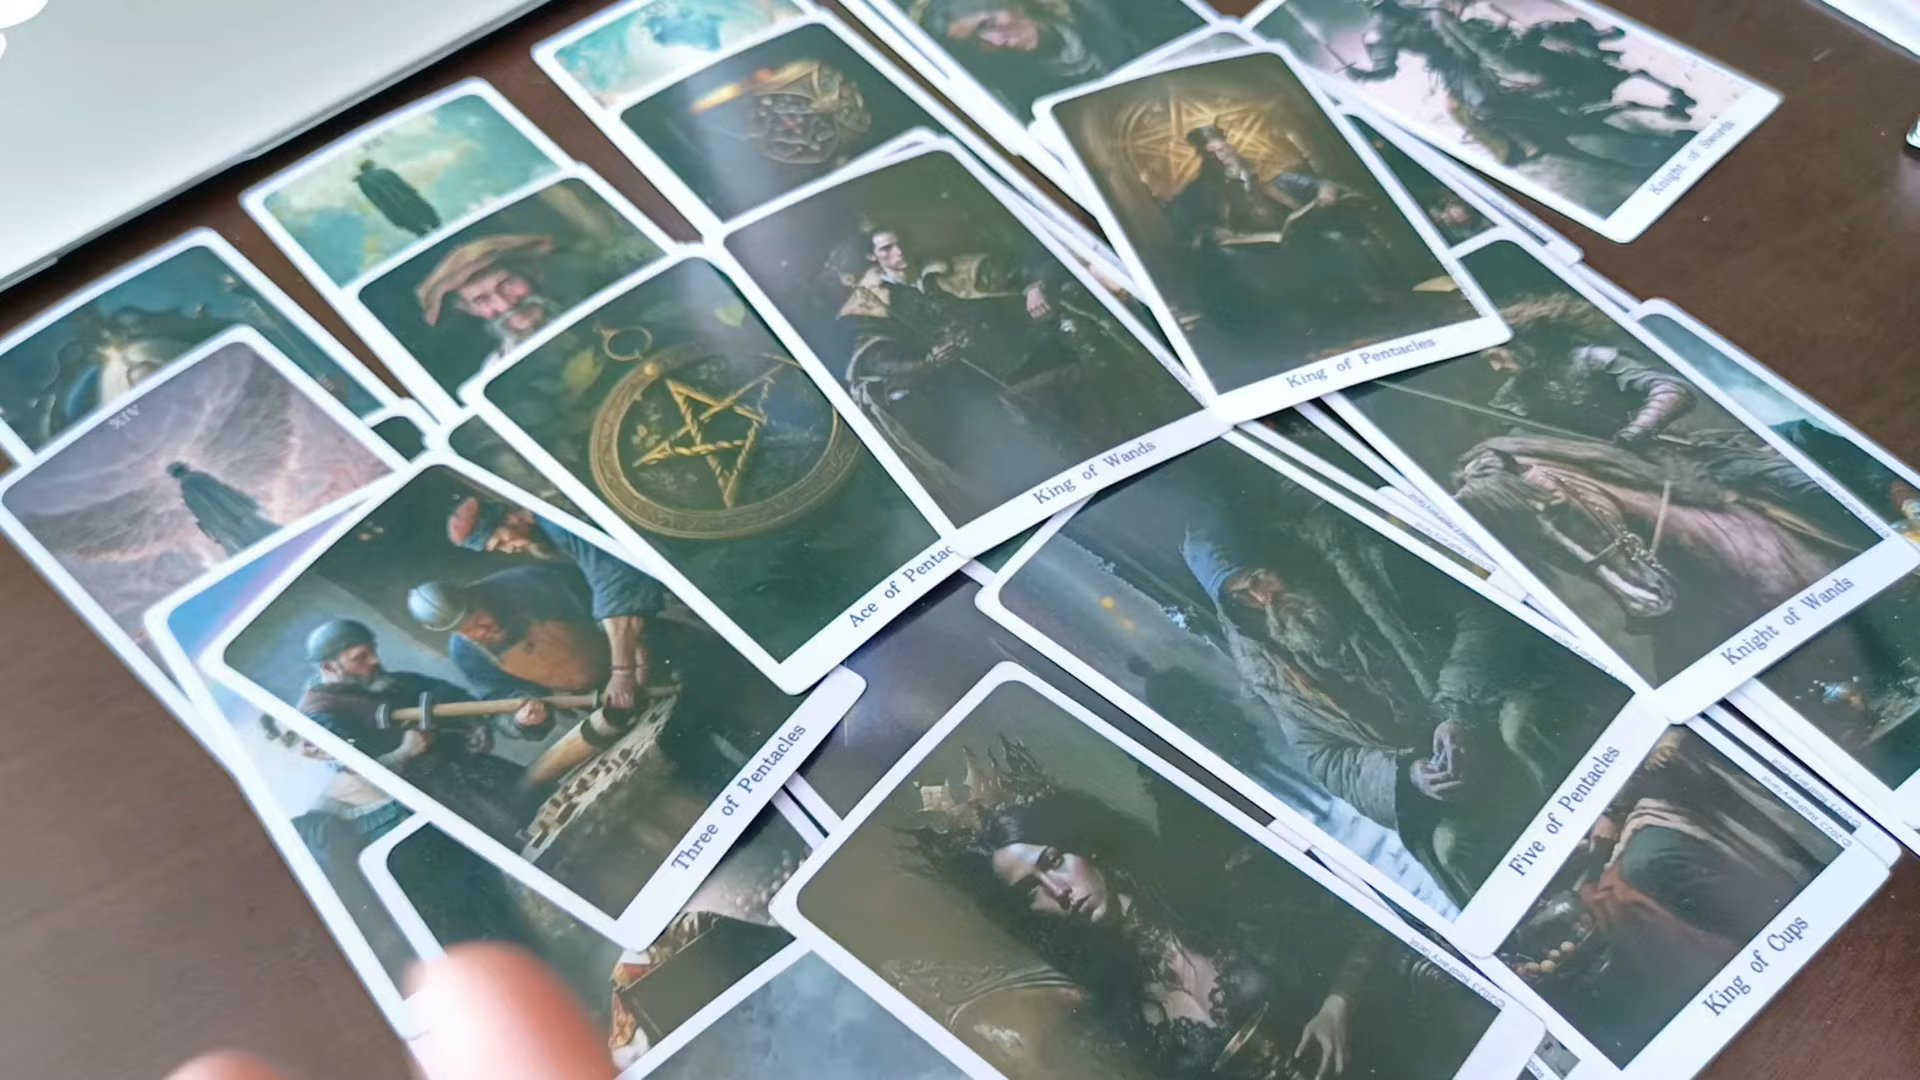 Knight of Swords
King of Pentacles
XIV
King of Wands
Ace of Pentac
Knight of Wands
Three of Pentacles
Five of Pentacles
King of Cups